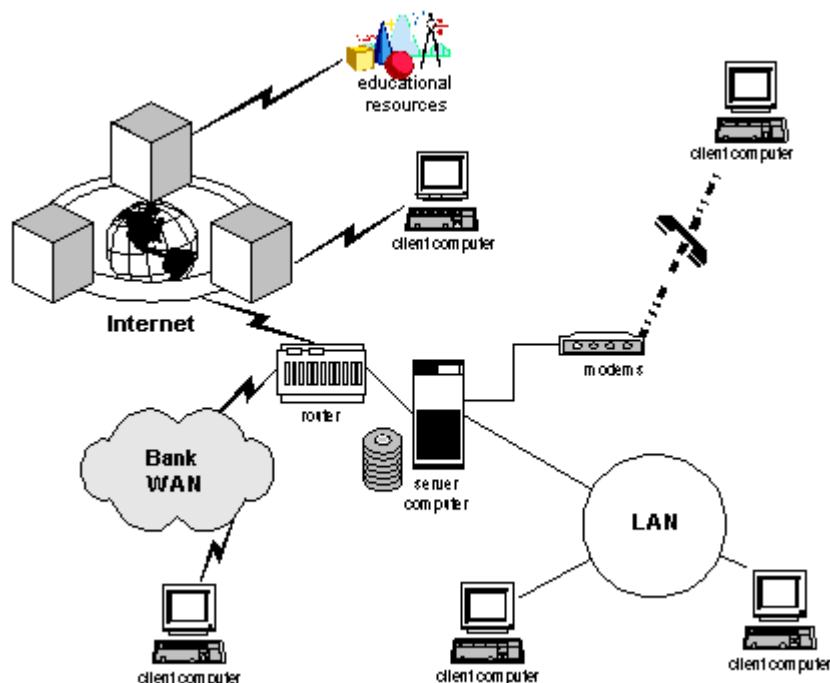 educational
resources
client computer
client computer
Internet
modems
router
Bank
WAN
server
computer
LAN
client computer
client computer
client computer